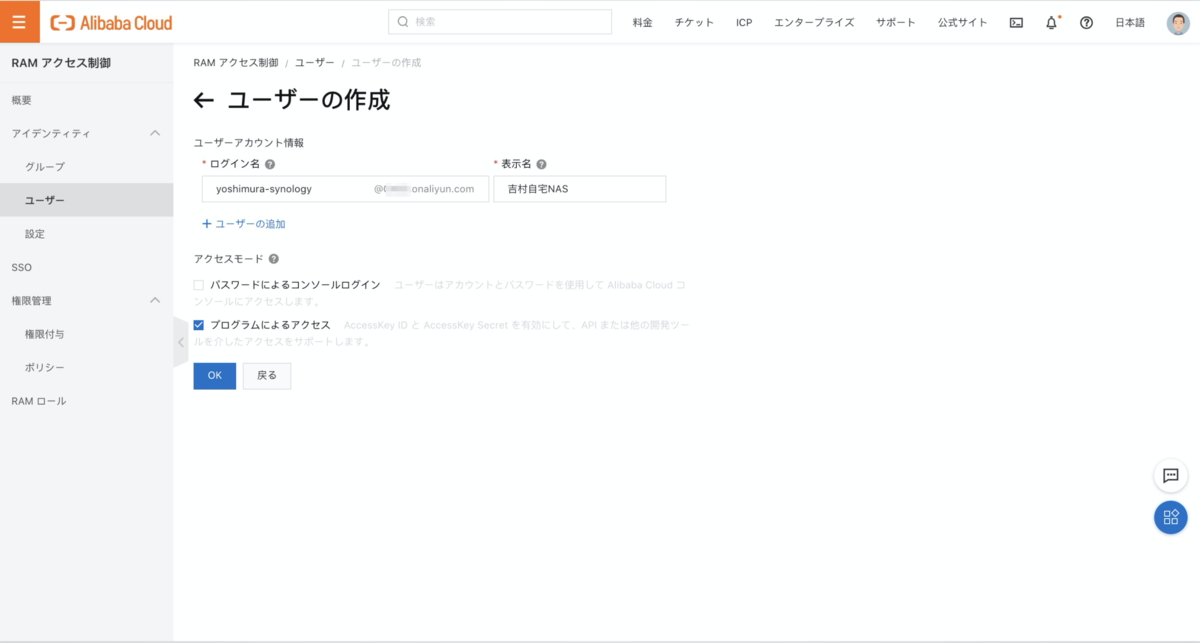 Alibaba Cloud
検索
料金 チケット ICP エンタープライズ サポート 公式サイト 日本語
RAM アクセス制御
概要
アイデンティティ
グループ
ユーザー
設定
SSO
権限管理
権限付与
ポリシー
RAM ロール
RAM アクセス制御 / ユーザー / ユーザーの作成
← ユーザーの作成
ユーザーアカウント情報
* ログイン名 * 表示名
yoshimura-synology onaliyun.com 吉村自宅NAS
+ ユーザーの追加
アクセスモード
パスワードによるコンソールログイン ユーザーはアカウントとパスワードを使用して Alibaba Cloud コ
ンソールにアクセスします。
プログラムによるアクセス AccessKey ID と AccessKey Secret を有効にして、API または他の開発ツー
ルを介したアクセスをサポートします。
OK 戻る